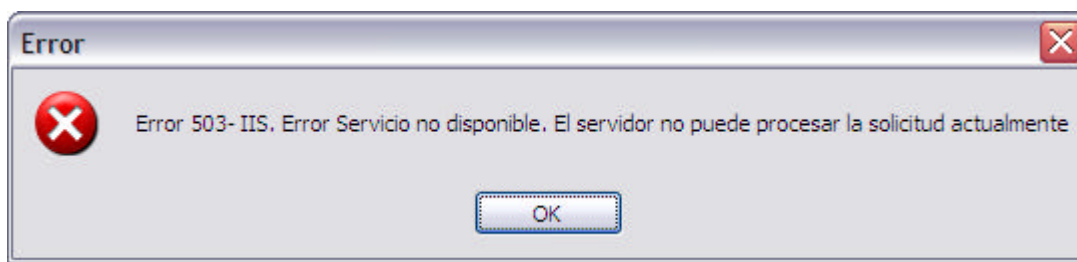 Error
Error 503- IIS. Error Servicio no disponible. El servidor no puede procesar la solicitud actualmente
OK